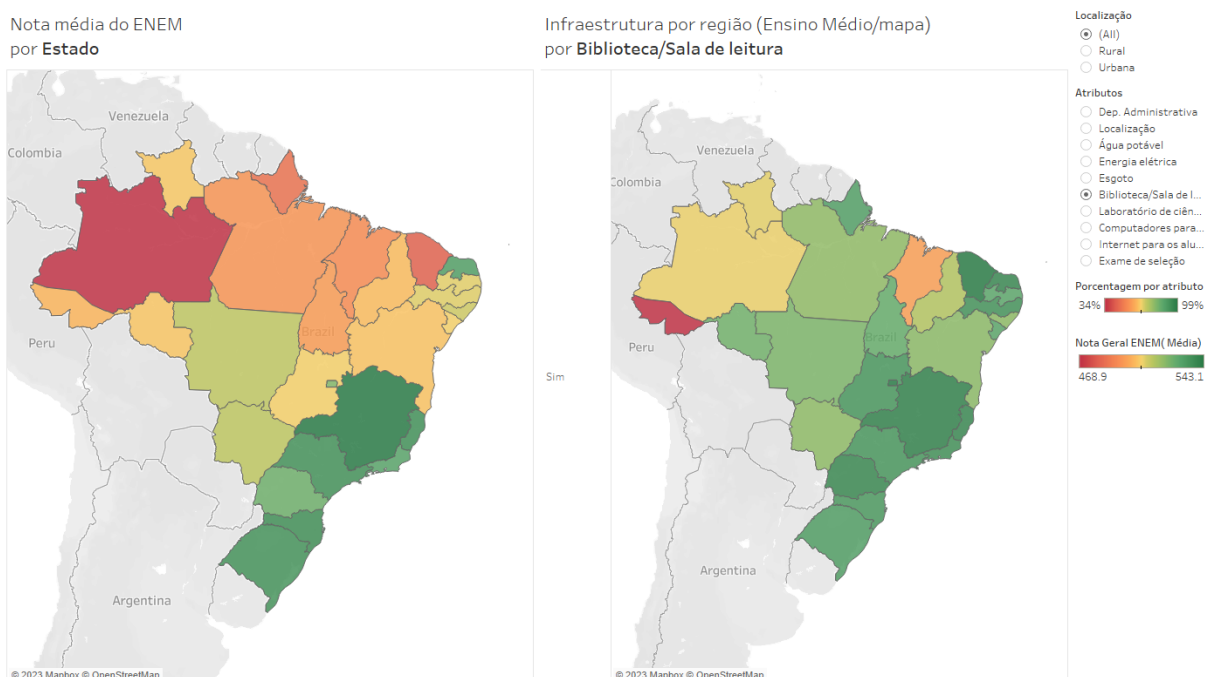 Nota média do ENEM
por Estado
Infraestrutura por região (Ensino Médio/mapa)
por Biblioteca/Sala de leitura
Venezuela
Colombia
Brazil
Peru
Argentina
© 2023 Mapbox © OpenStreetMap
Sim
Venezuela
Colombia
Brazil
Peru
Argentina
© 2023 Mapbox © OpenStreetMap
Localização
(All)
Rural
Urbana
Atributos
Dep. Administrativa
Localização
Água potável
Energia elétrica
Esgoto
Biblioteca/Sala de l...
Laboratório de ciên...
Computadores para...
Internet para os alu...
Exame de seleção
Porcentagem por atributo
34% 99%
Nota Geral ENEM( Média)
468.9 543.1